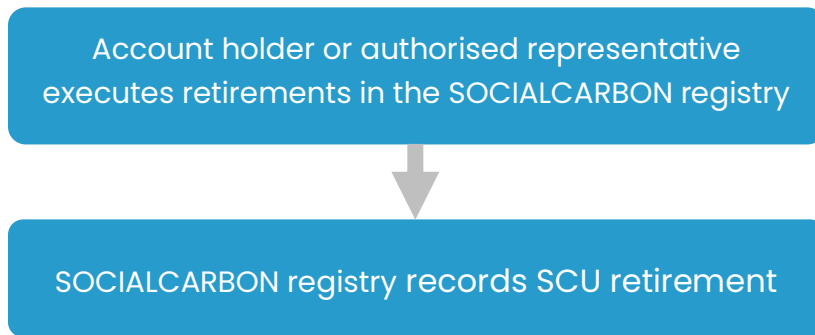 Account holder or authorised representative
executes retirements in the SOCIALCARBON registry
SOCIALCARBON registry records SCU retirement